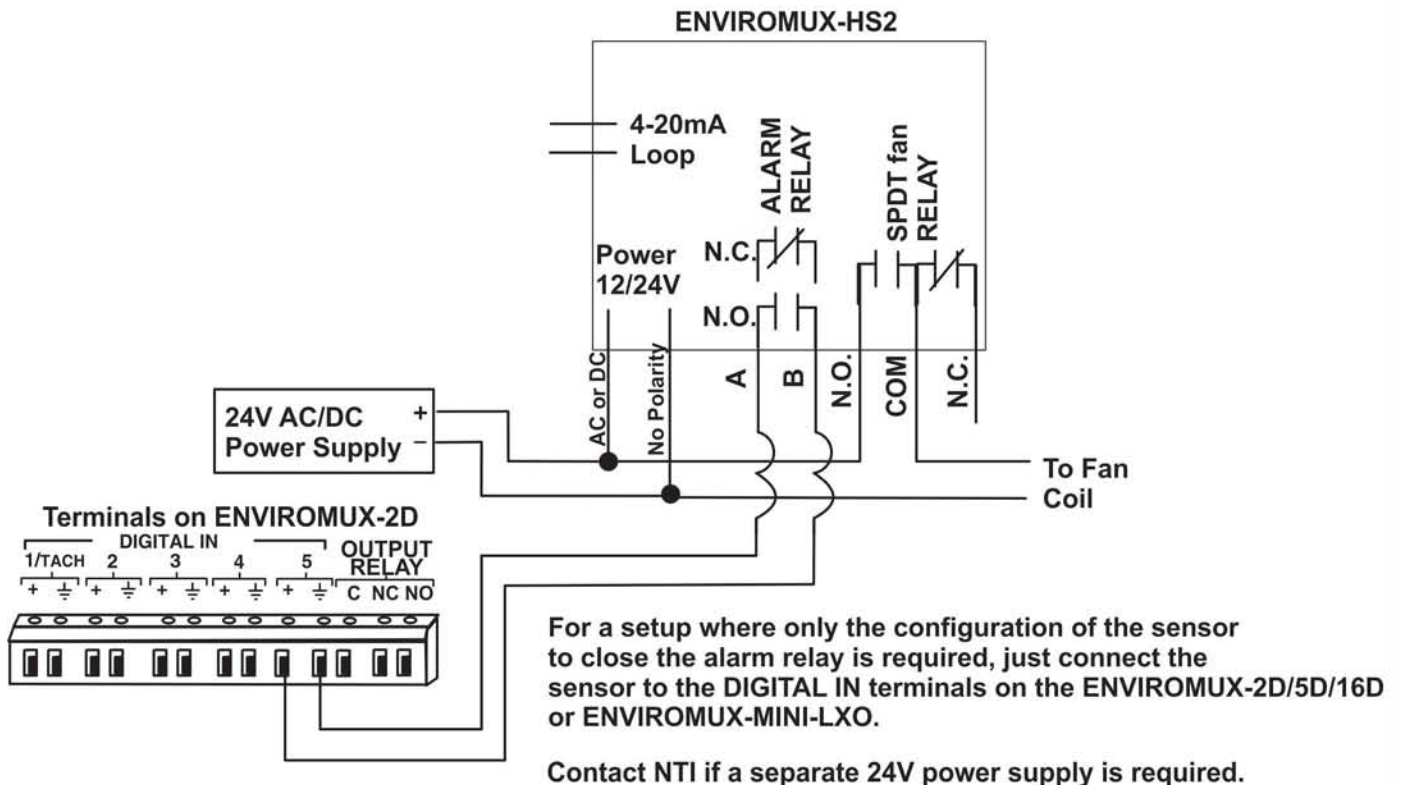 ENVIROMUX-HS2
4-20mA
Loop
ALARM
RELAY
SPDT fan
RELAY
Power
12/24V
N.C.
N.O.
AC or DC
No Polarity
A
B
N.O.
COM
N.C.
24V AC/DC +
Power Supply −
To Fan
Coil
Terminals on ENVIROMUX-2D
DIGITAL IN
1/TACH 2 3 4 5 OUTPUT
RELAY
+ ⏚ + ⏚ + ⏚ + ⏚ + ⏚ C NC NO
For a setup where only the configuration of the sensor
to close the alarm relay is required, just connect the
sensor to the DIGITAL IN terminals on the ENVIROMUX-2D/5D/16D
or ENVIROMUX-MINI-LXO.
Contact NTI if a separate 24V power supply is required.